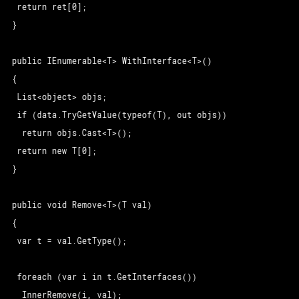 return ret[0];
}
public IEnumerable<T> WithInterface<T>()
{
List<object> objs;
if (data.TryGetValue(typeof(T), out objs))
return objs.Cast<T>();
return new T[0];
}
public void Remove<T>(T val)
{
var t = val.GetType();
foreach (var i in t.GetInterfaces())
InnerRemove(i, val);